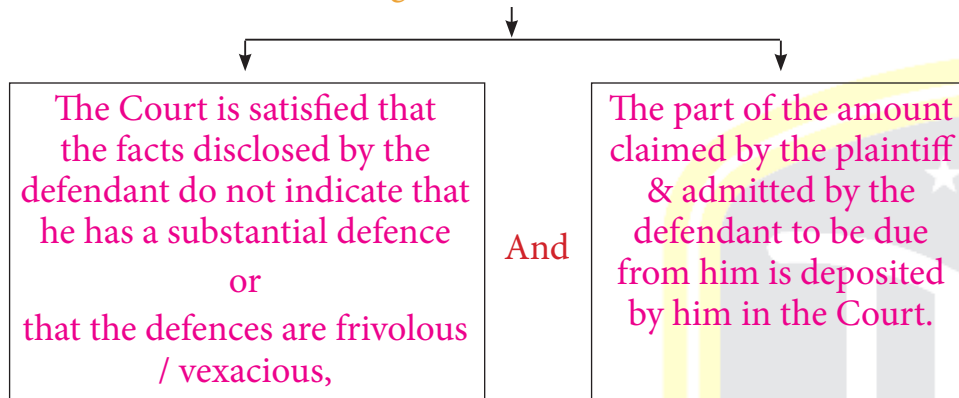 The Court is satisfied that
the facts disclosed by the
defendant do not indicate that
he has a substantial defence
or
that the defences are frivolous
/ vexacious,
And
The part of the amount
claimed by the plaintiff
& admitted by the
defendant to be due
from him is deposited
by him in the Court.